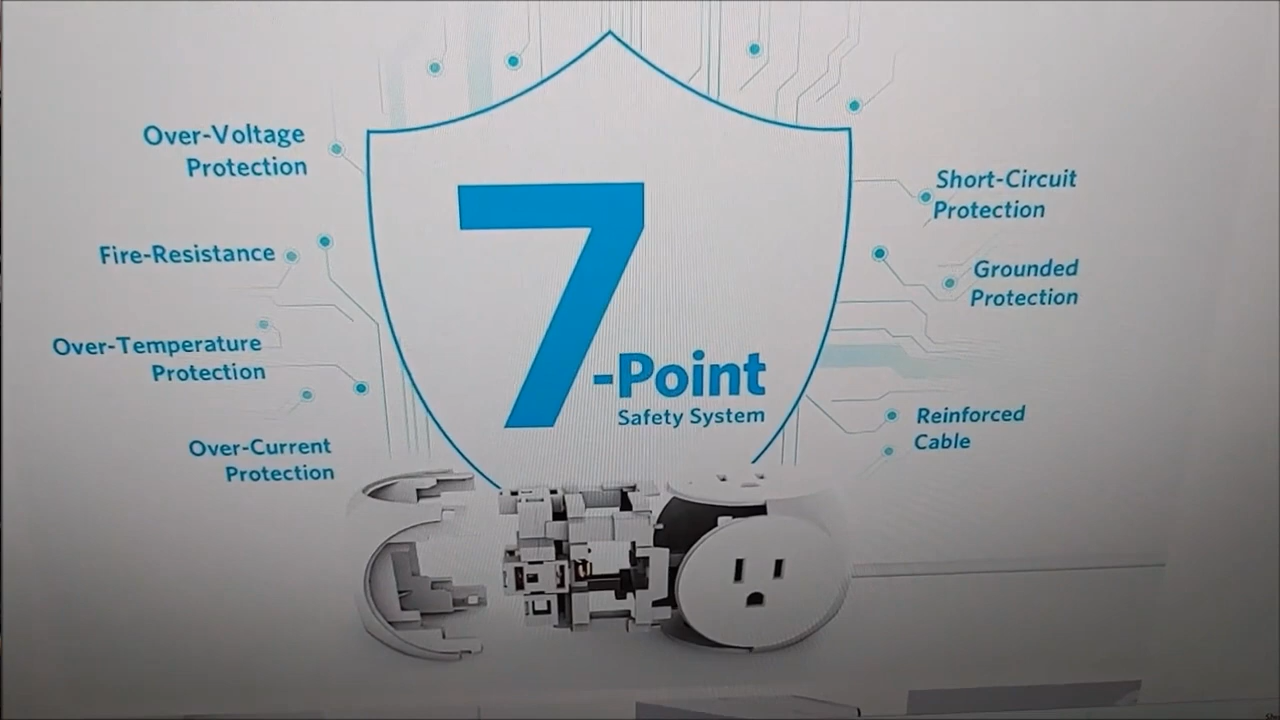 Over-Voltage
Protection
Fire-Resistance
Over-Temperature
Protection
Over-Current
Protection
7-Point
Safety System
Short-Circuit
Protection
Grounded
Protection
Reinforced
Cable